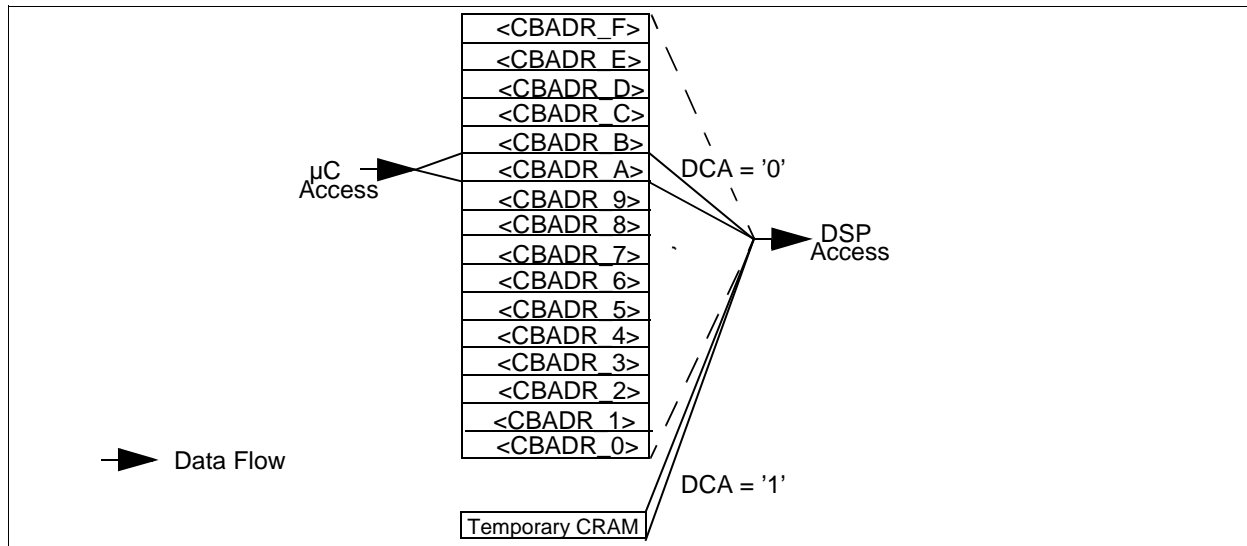 <CBADR_F>
<CBADR_E>
<CBADR_D>
<CBADR_C>
<CBADR_B>
<CBADR_A>
<CBADR_9>
<CBADR_8>
<CBADR_7>
<CBADR_6>
<CBADR_5>
<CBADR_4>
<CBADR_3>
<CBADR_2>
<CBADR_1>
<CBADR_0>
Temporary CRAM
µC
Access
DCA = '0'
DSP
Access
DCA = '1'
Data Flow